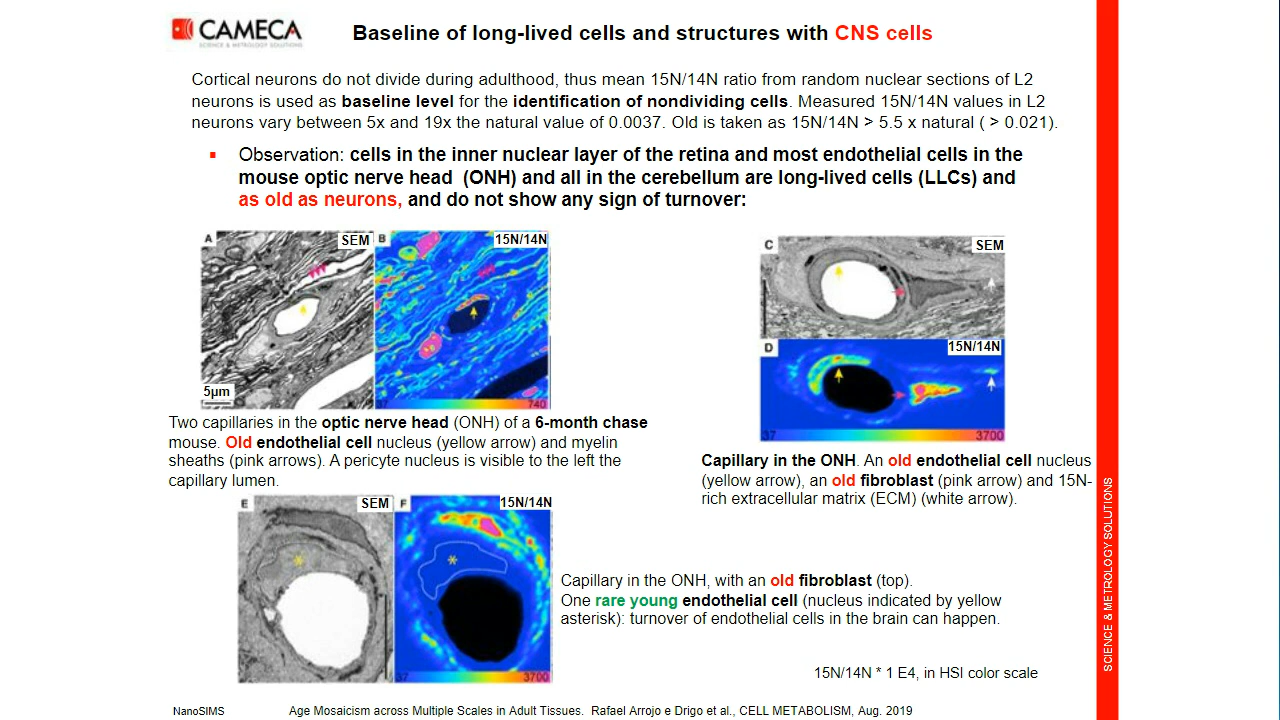 CAMECA
SCIENCE & METROLOGY SOLUTIONS
Baseline of long-lived cells and structures with CNS cells
Cortical neurons do not divide during adulthood, thus mean 15N/14N ratio from random nuclear sections of L2
neurons is used as baseline level for the identification of nondividing cells. Measured 15N/14N values in L2
neurons vary between 5x and 19x the natural value of 0.0037. Old is taken as 15N/14N > 5.5 x natural ( > 0.021).
▪ Observation: cells in the inner nuclear layer of the retina and most endothelial cells in the
mouse optic nerve head (ONH) and all in the cerebellum are long-lived cells (LLCs) and
as old as neurons, and do not show any sign of turnover:
A SEM B 15N/14N
5µm 37 740
Two capillaries in the optic nerve head (ONH) of a 6-month chase
mouse. Old endothelial cell nucleus (yellow arrow) and myelin
sheaths (pink arrows). A pericyte nucleus is visible to the left the
capillary lumen.
C SEM
D 15N/14N
37 3700
Capillary in the ONH. An old endothelial cell nucleus
(yellow arrow), an old fibroblast (pink arrow) and 15N-
rich extracellular matrix (ECM) (white arrow).
E SEM F 15N/14N
* *
37 3700
Capillary in the ONH, with an old fibroblast (top).
One rare young endothelial cell (nucleus indicated by yellow
asterisk): turnover of endothelial cells in the brain can happen.
15N/14N * 1 E4, in HSI color scale
SCIENCE & METROLOGY SOLUTIONS
NanoSIMS
Age Mosaicism across Multiple Scales in Adult Tissues. Rafael Arrojo e Drigo et al., CELL METABOLISM, Aug. 2019